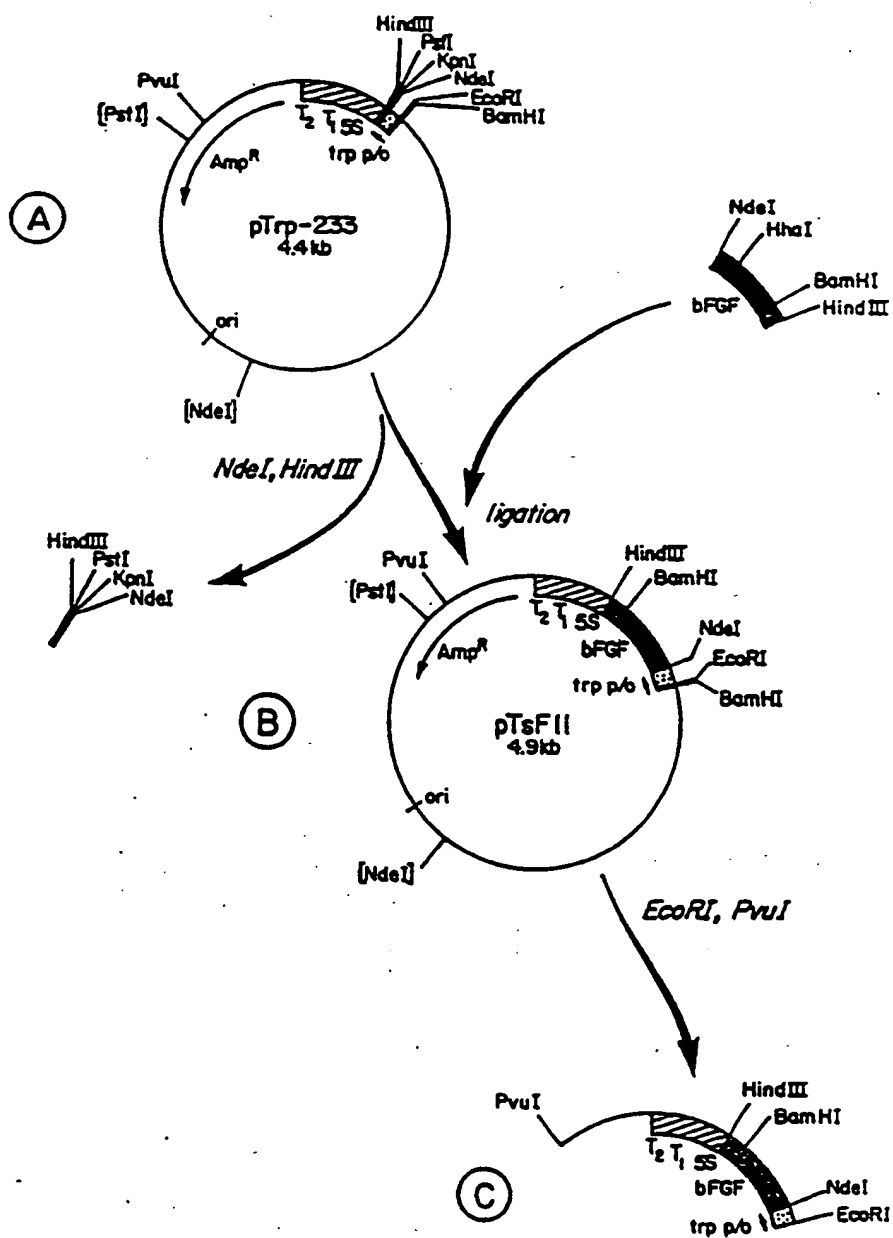 HindIII
PstI
KpnI
NdeI
EcoRI
BamHI
PvuI
[PstI]
T2 T1 5S
trp p/o
AmpR
A
pTrp-233
4.4kb
ori
[NdeI]
NdeI
HhaI
BamHI
HindIII
bFGF
NdeI, HindIII
ligation
HindIII
PstI
KpnI
NdeI
PvuI
[PstI]
HindIII
BamHI
T2 T1 5S
bFGF
NdeI
EcoRI
BamHI
trp p/o
AmpR
B
pTsF11
4.9kb
ori
[NdeI]
EcoRI, PvuI
PvuI
HindIII
BamHI
T2 T1 5S
bFGF
NdeI
EcoRI
trp p/o
C